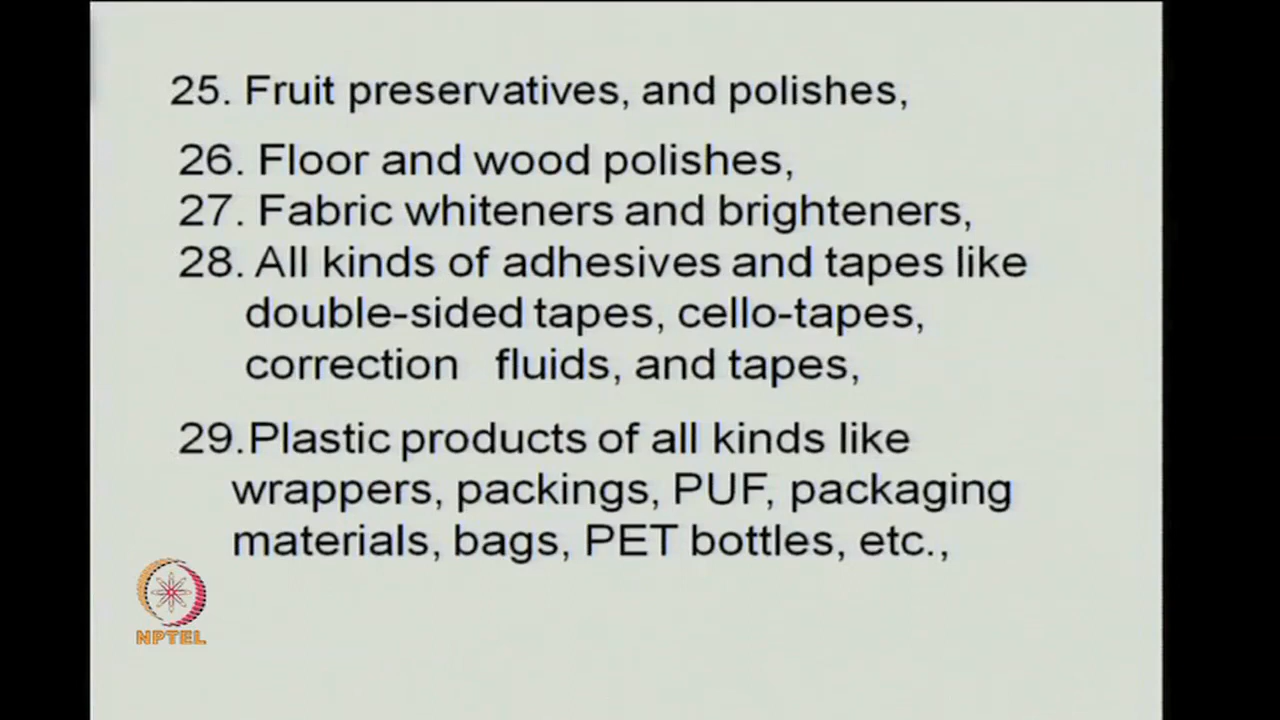 25. Fruit preservatives, and polishes,
26. Floor and wood polishes,
27. Fabric whiteners and brighteners,
28. All kinds of adhesives and tapes like
double-sided tapes, cello-tapes,
correction fluids, and tapes,
29.Plastic products of all kinds like
wrappers, packings, PUF, packaging
materials, bags, PET bottles, etc.,
NPTEL